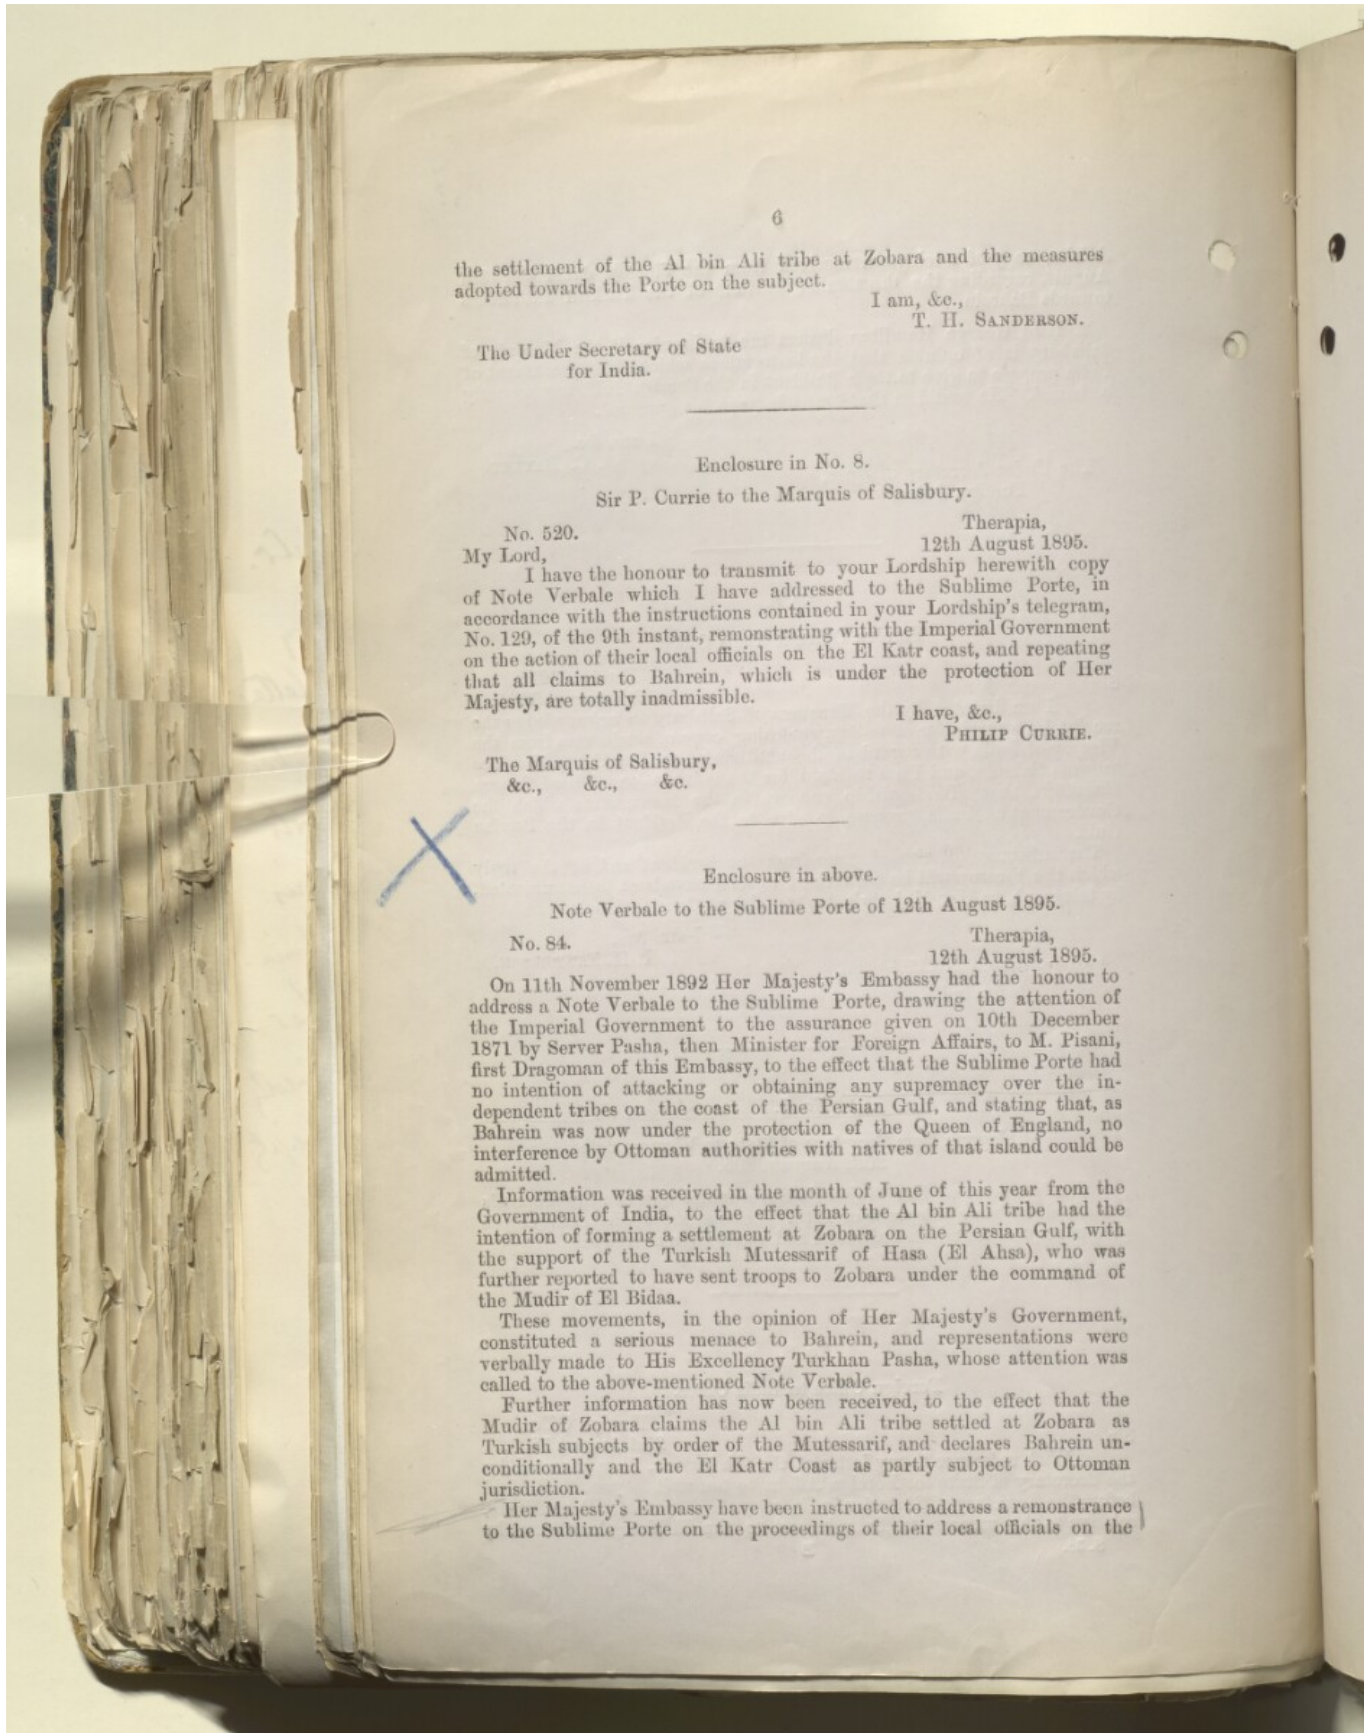 6
the settlement of the Al bin Ali tribe at Zobara and the measures
adopted towards the Porte on the subject.
I am, &c.,
T. H. SANDERSON.
The Under Secretary of State
for India.
Enclosure in No. 8.
Sir P. Currie to the Marquis of Salisbury.
No. 520.
Therapia,
12th August 1895.
My Lord,
I have the honour to transmit to your Lordship herewith copy
of Note Verbale which I have addressed to the Sublime Porte, in
accordance with the instructions contained in your Lordship's telegram,
No. 129, of the 9th instant, remonstrating with the Imperial Government
on the action of their local officials on the El Katr coast, and repeating
that all claims to Bahrein, which is under the protection of Her
Majesty, are totally inadmissible.
I have, &c.,
PHILIP CURRIE.
The Marquis of Salisbury,
&c., &c., &c.
Enclosure in above.
Note Verbale to the Sublime Porte of 12th August 1895.
No. 84.
Therapia,
12th August 1895.
On 11th November 1892 Her Majesty's Embassy had the honour to
address a Note Verbale to the Sublime Porte, drawing the attention of
the Imperial Government to the assurance given on 10th December
1871 by Server Pasha, then Minister for Foreign Affairs, to M. Pisani,
first Dragoman of this Embassy, to the effect that the Sublime Porte had
no intention of attacking or obtaining any supremacy over the in-
dependent tribes on the coast of the Persian Gulf, and stating that, as
Bahrein was now under the protection of the Queen of England, no
interference by Ottoman authorities with natives of that island could be
admitted.
Information was received in the month of June of this year from the
Government of India, to the effect that the Al bin Ali tribe had the
intention of forming a settlement at Zobara on the Persian Gulf, with
the support of the Turkish Mutessarif of Hasa (El Ahsa), who was
further reported to have sent troops to Zobara under the command of
the Mudir of El Bidaa.
These movements, in the opinion of Her Majesty's Government,
constituted a serious menace to Bahrein, and representations were
verbally made to His Excellency Turkhan Pasha, whose attention was
called to the above-mentioned Note Verbale.
Further information has now been received, to the effect that the
Mudir of Zobara claims the Al bin Ali tribe settled at Zobara as
Turkish subjects by order of the Mutessarif, and declares Bahrein un-
conditionally and the El Katr Coast as partly subject to Ottoman
jurisdiction.
Her Majesty's Embassy have been instructed to address a remonstrance
to the Sublime Porte on the proceedings of their local officials on the